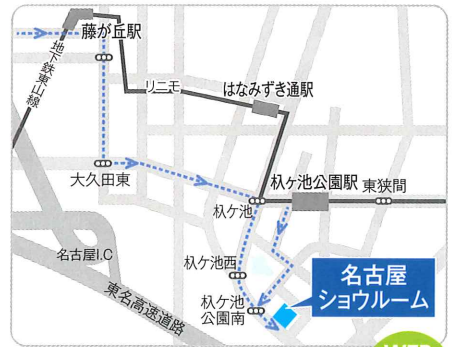 藤が丘駅
地下鉄東山線
リニモ
はなみずき通駅
大久田東
杁ヶ池公園駅
東狭間
杁ケ池
名古屋I.C
杁ケ池西
東名高速道路
杁ケ池
公園南
名古屋
ショウルーム